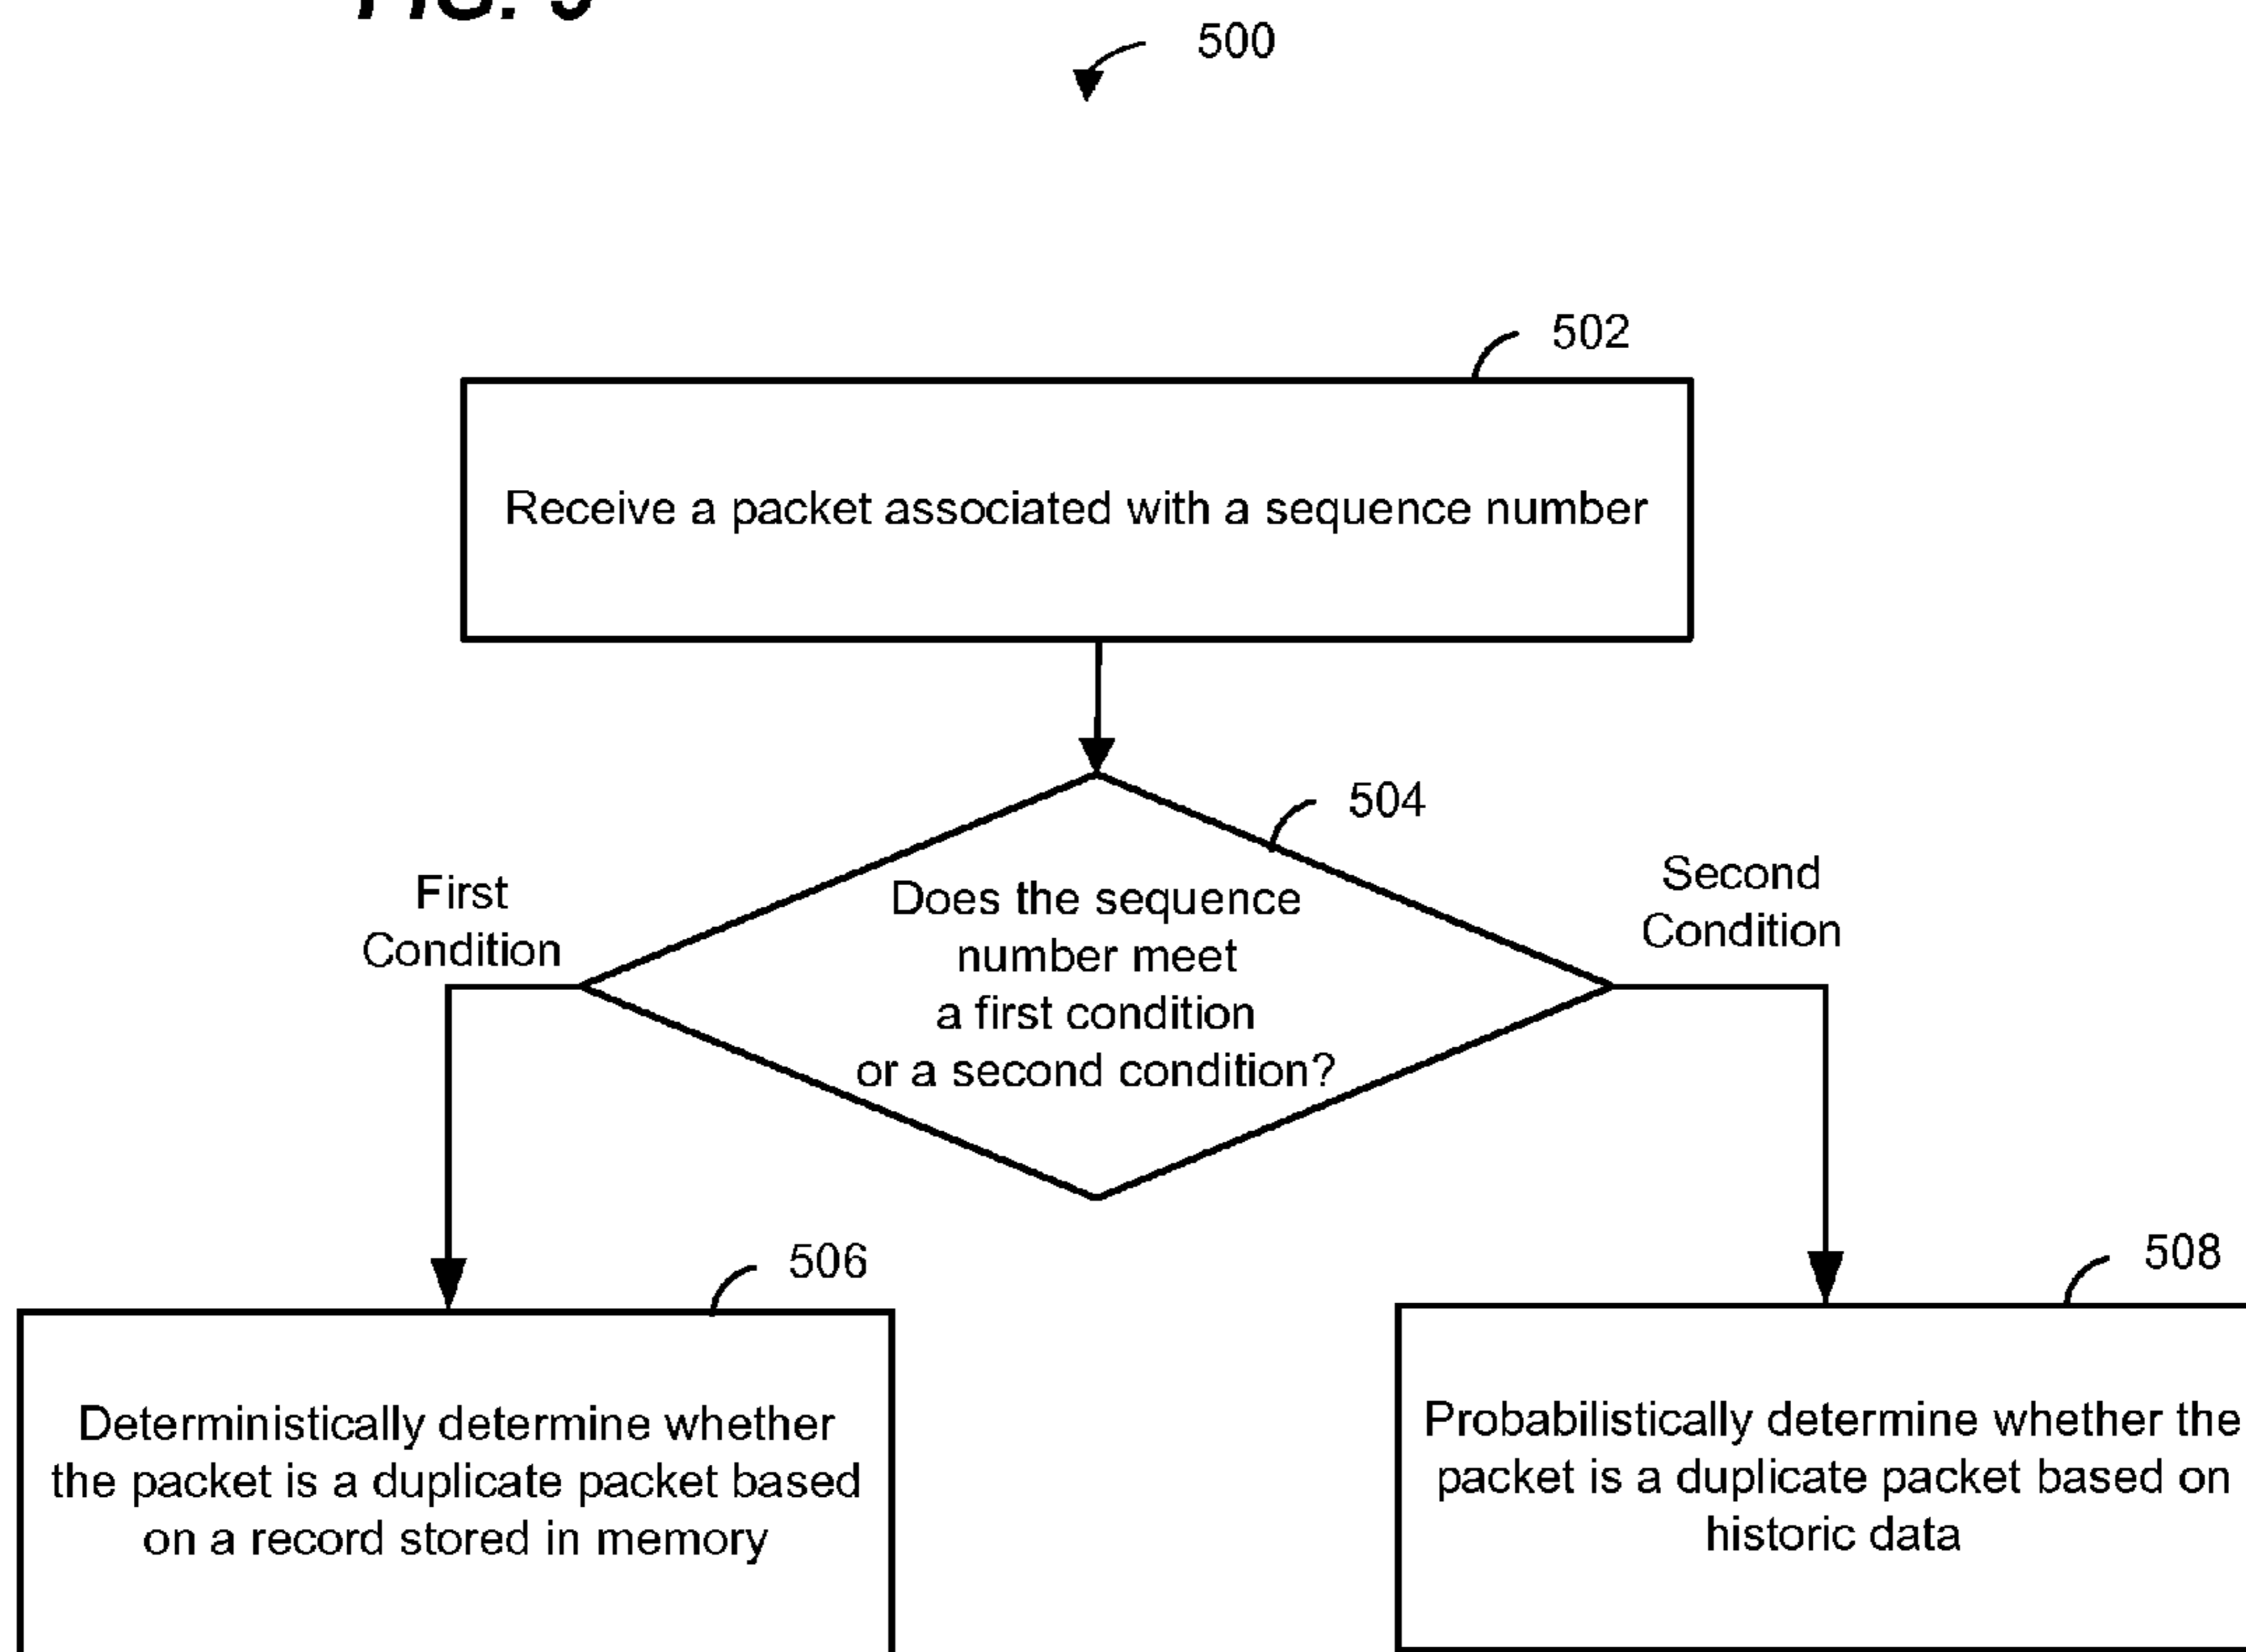 FIG.
500
502
Receive a packet associated with a sequence number
504
Does the sequence
number meet
a first condition
or a second condition?
First
Condition
Second
Condition
506
Deterministically determine whether
the packet is a duplicate packet based
on a record stored in memory
508
Probabilistically determine whether the
packet is a duplicate packet based on
historic data